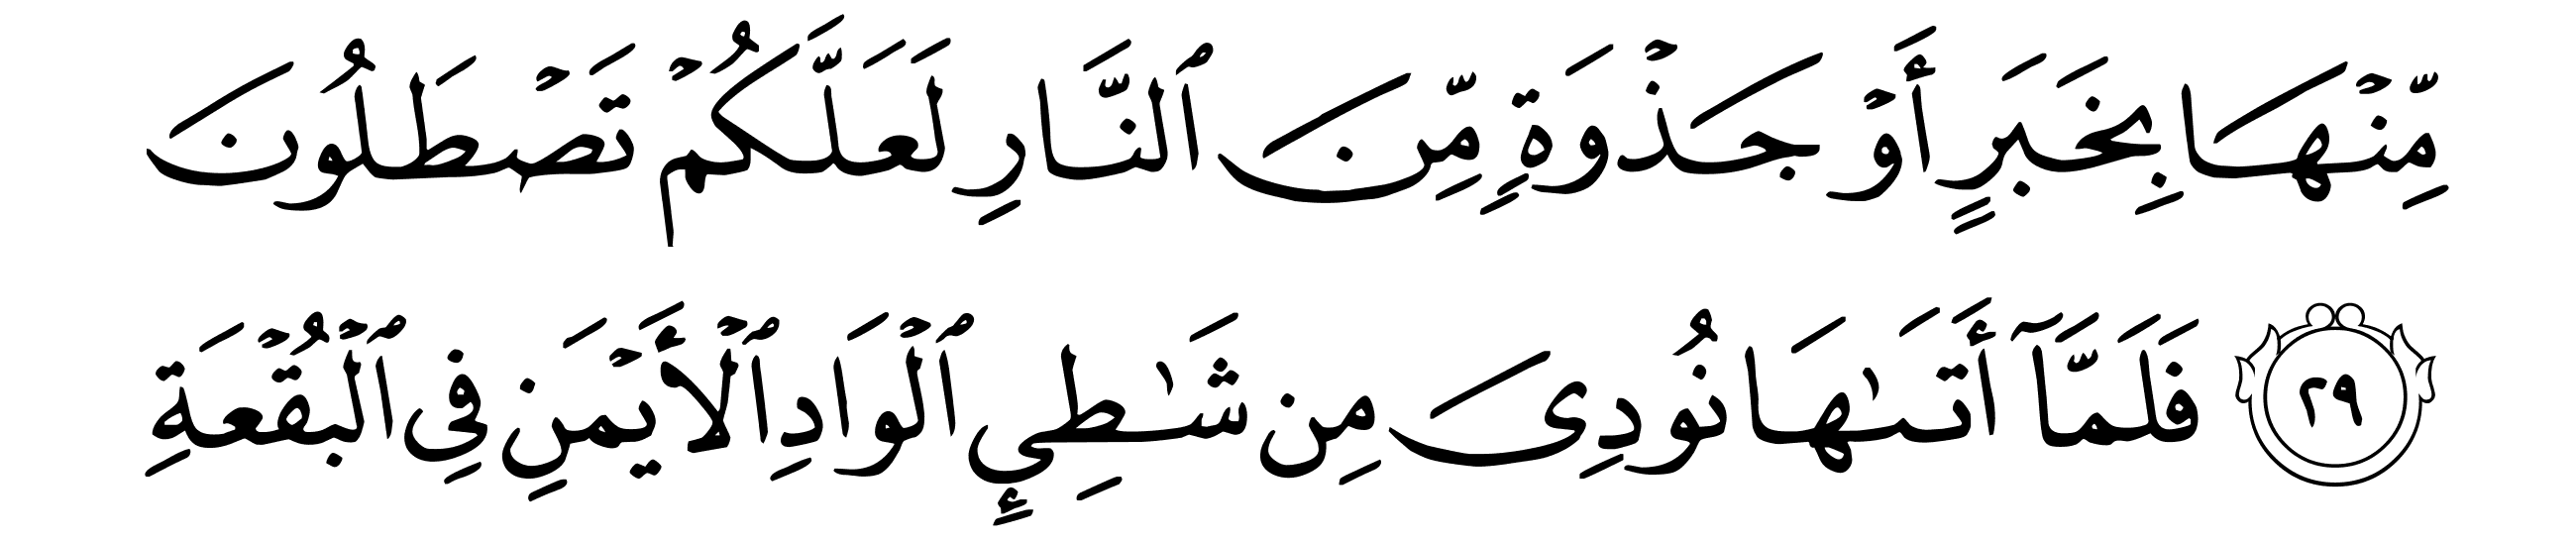 مِّنۡهَا بِخَبَرٍ أَوۡ جَذۡوَةٍ مِّنَ ٱلنَّارِ لَعَلَّكُمۡ تَصۡطَلُونَ
٢٩ فَلَمَّآ أَتَىٰهَا نُودِىَ مِن شَـٰطِئِ ٱلۡوَادِ ٱلۡأَيۡمَنِ فِى ٱلۡبُقۡعَةِ